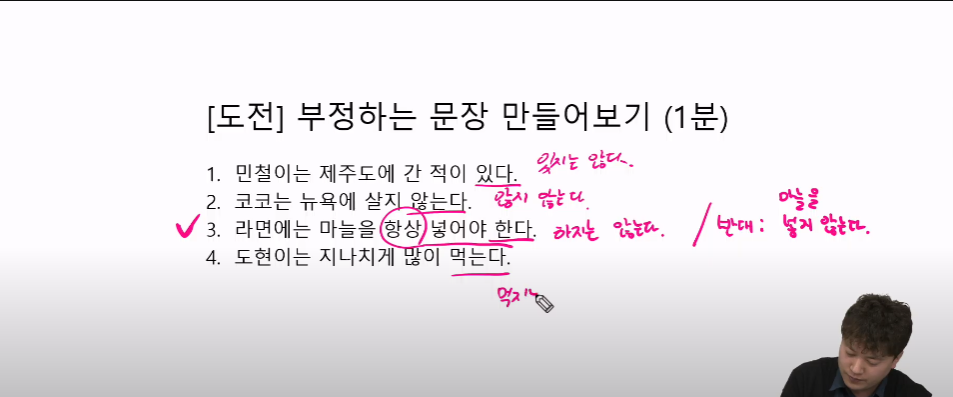 [도전] 부정하는 문장 만들어보기 (1분)
1. 민철이는 제주도에 간 적이 있다. 있지는 않다.
2. 코코는 뉴욕에 살지 않는다. 않지 않는다.
3. 라면에는 마늘을 항상 넣어야 한다. 하지는 않는다. / 반대 : 마늘을 넣지 않는다.
4. 도현이는 지나치게 많이 먹는다.
먹지